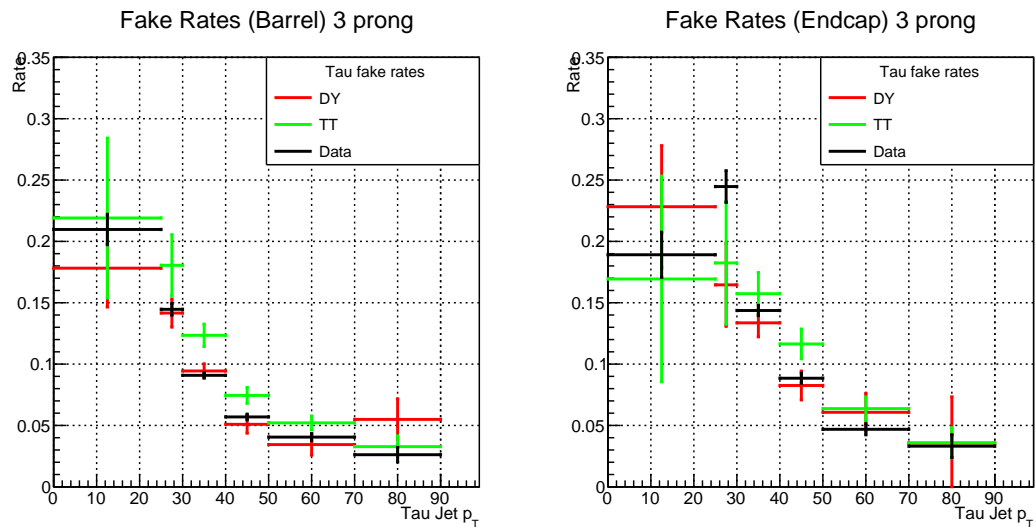 Fake Rates (Barrel) 3 prong
Rate
0.35
0.3
0.25
0.2
0.15
0.1
0.05
0
Tau fake rates
DY
TT
Data
0 10 20 30 40 50 60 70 80 90
Tau Jet p_T
Fake Rates (Endcap) 3 prong
Rate
0.35
0.3
0.25
0.2
0.15
0.1
0.05
0
Tau fake rates
DY
TT
Data
0 10 20 30 40 50 60 70 80 90
Tau Jet p_T